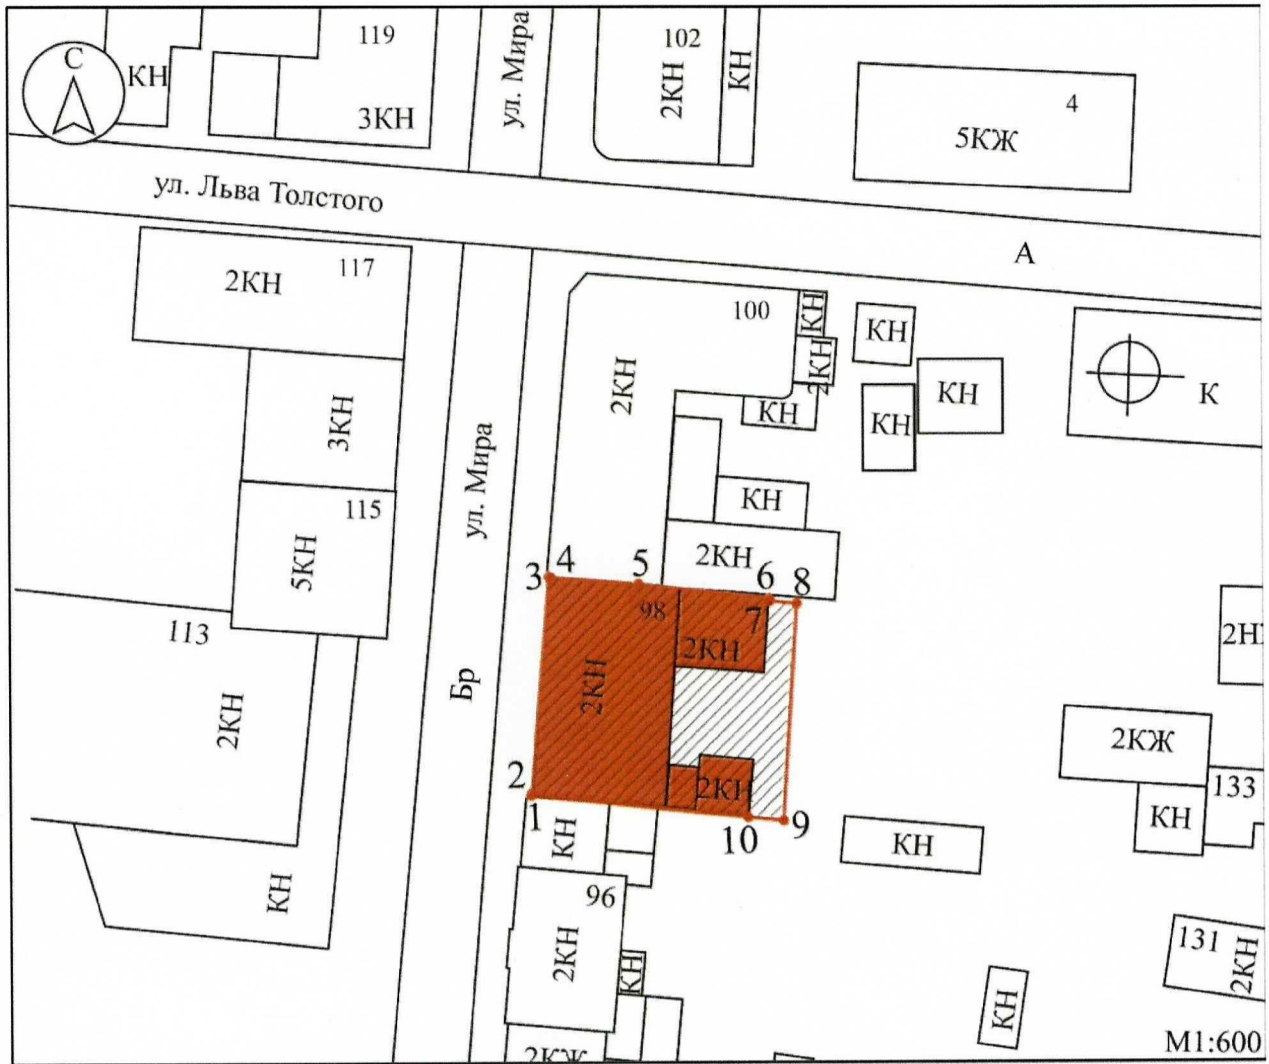 119
102
ул. Мира
С
КН
2КН
КН
3КН
4
5КЖ
ул. Льва Толстого
А
117
2КН
100
КН
КН
2КН
2КН
КН
КН
К
КН
3КН
КН
115
ул. Мира
КН
5КН
2КН
3
4
5
6
8
98
7
113
2КН
2КН
Бр
2КН
2КЖ
133
2
2КН
1
10
9
КН
КН
КН
КН
96
131
2КН
2КН
КН
КН
М1:600